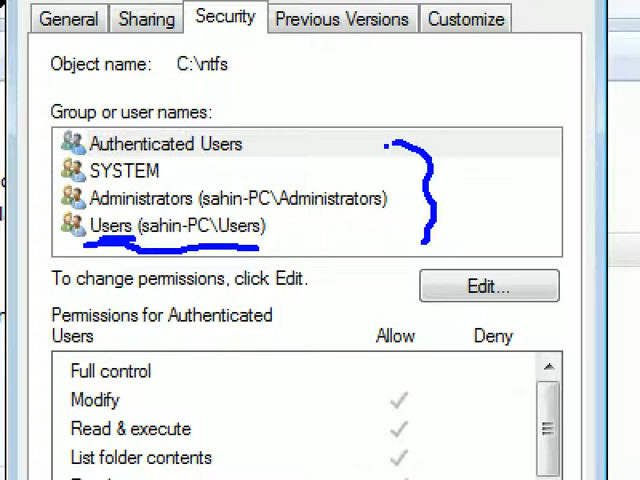 General Sharing Security Previous Versions Customize
Object name: C:\ntfs
Group or user names:
Authenticated Users
SYSTEM
Administrators (sahin-PC\Administrators)
Users (sahin-PC\Users)
To change permissions, click Edit.
Edit...
Permissions for Authenticated
Users Allow Deny
Full control
Modify
Read & execute
List folder contents